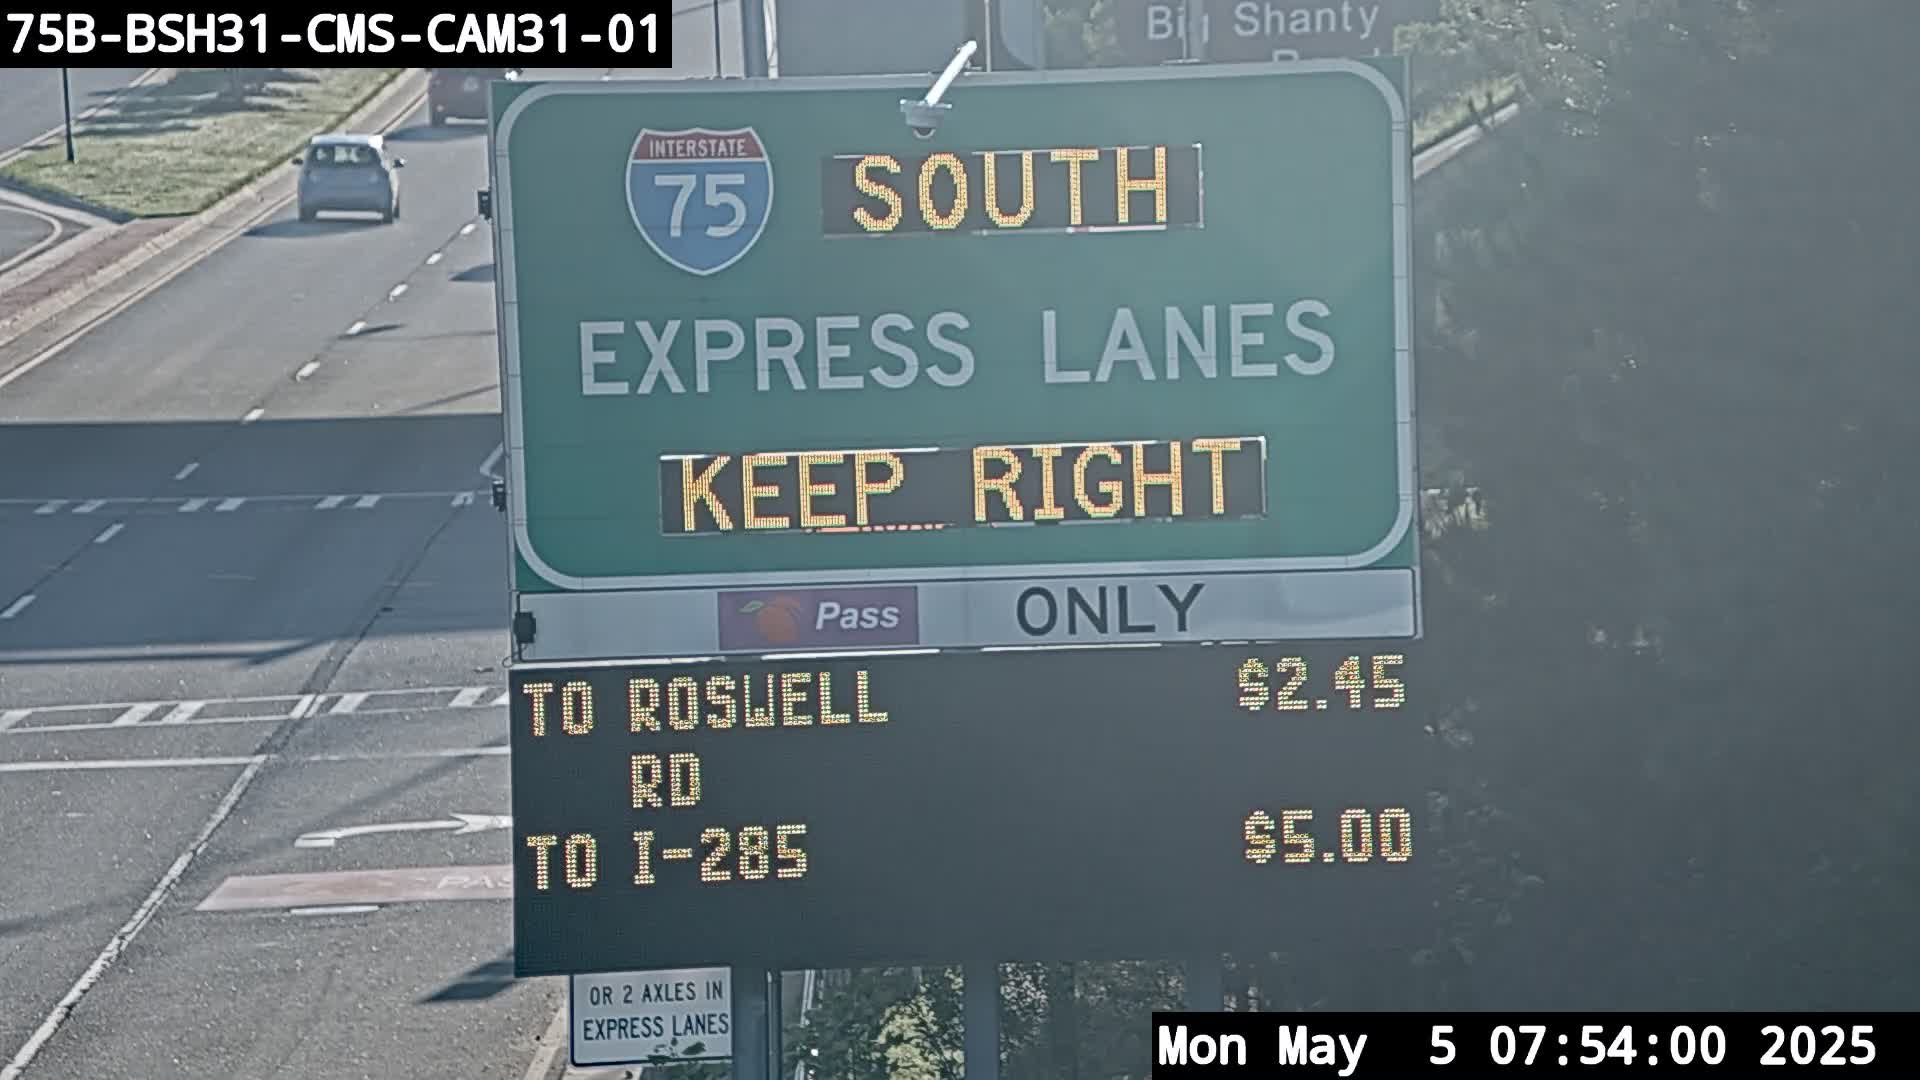 75B-BSH31-CMS-CAM31-01
Big Shanty
INTERSTATE
75
SOUTH
EXPRESS LANES
KEEP RIGHT
Pass ONLY
TO ROSWELL $2.45
RD
TO I-285 $5.00
OR 2 AXLES IN
EXPRESS LANES
Mon May 5 07:54:00 2025